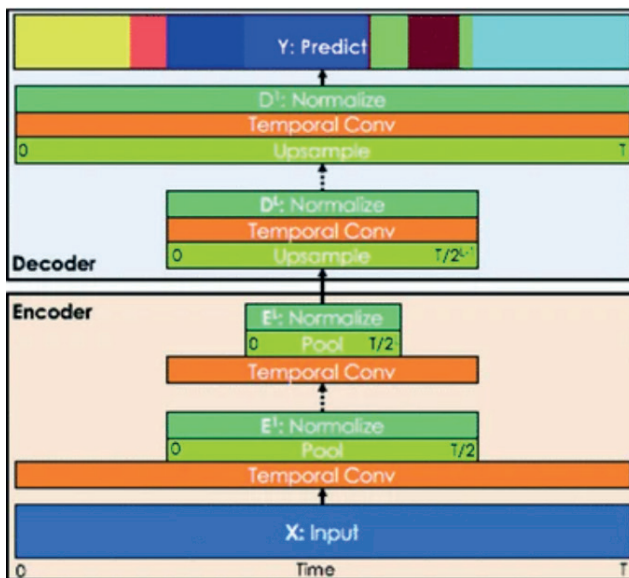 Y: Predict
D¹: Normalize
Temporal Conv
0 Upsample T
Dᴸ: Normalize
Temporal Conv
0 Upsample T/2ᴸ⁻¹
Decoder
Encoder
Eᴸ: Normalize
0 Pool T/2ᴸ
Temporal Conv
E¹: Normalize
0 Pool T/2
Temporal Conv
X: Input
0 Time T